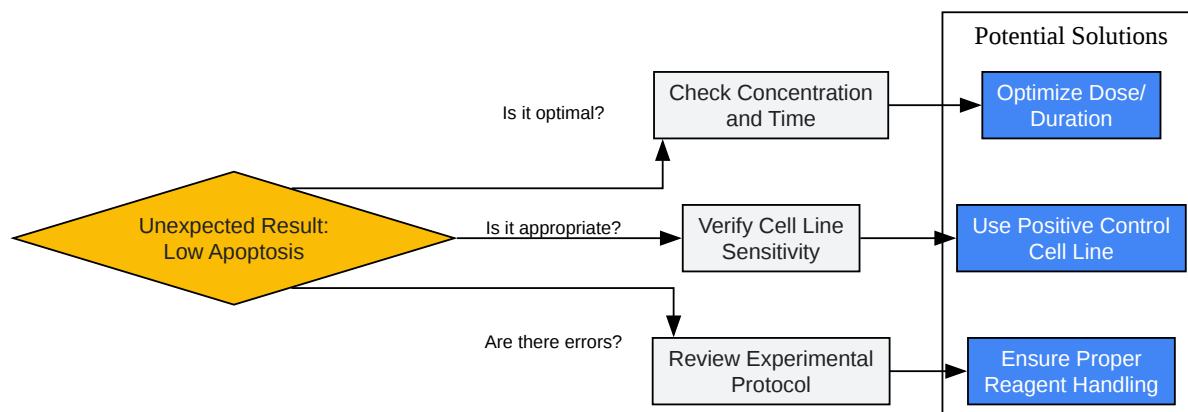 Potential Solutions
Is it optimal?
Check Concentration
and Time
Optimize Dose/
Duration
Unexpected Result:
Low Apoptosis
Is it appropriate?
Verify Cell Line
Sensitivity
Use Positive Control
Cell Line
Are there errors?
Review Experimental
Protocol
Ensure Proper
Reagent Handling